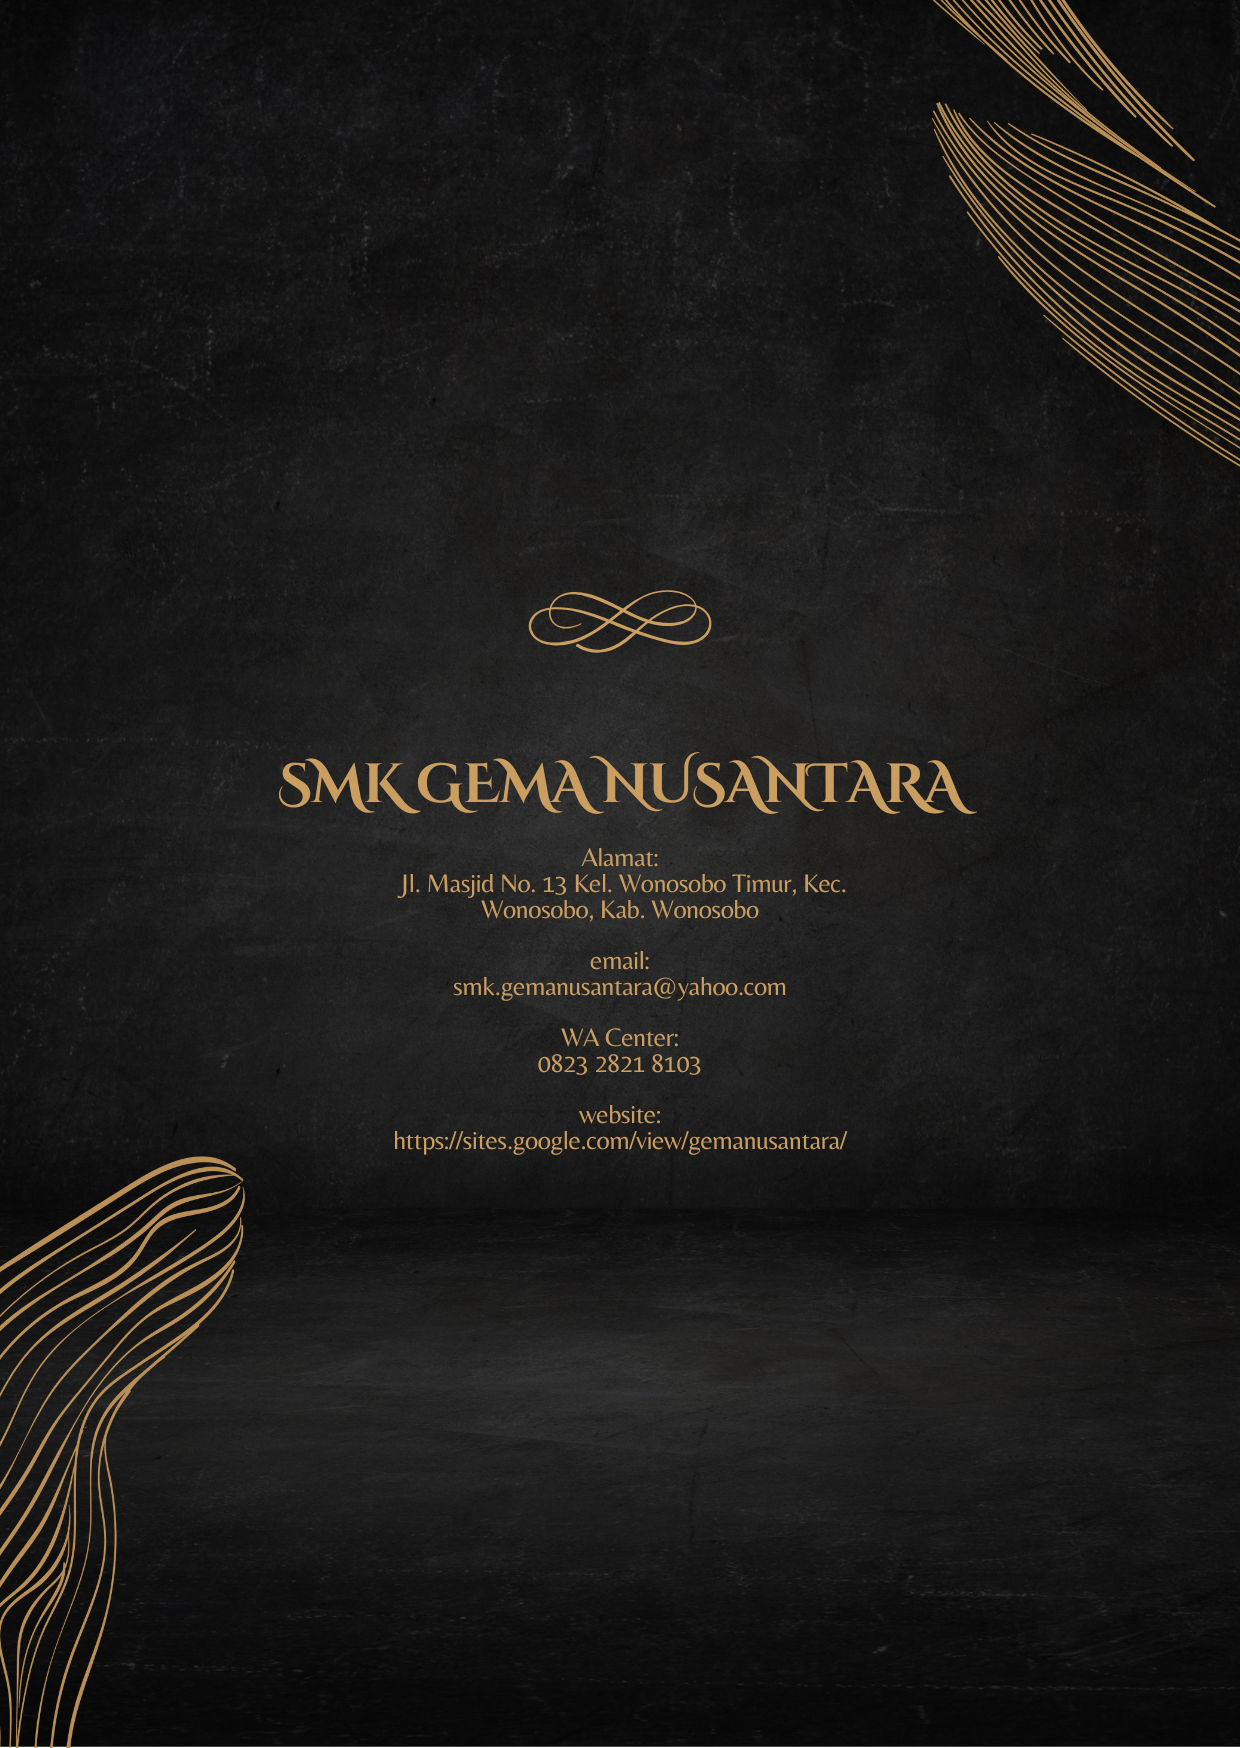 SMK GEMA NUSANTARA
Alamat:
Jl. Masjid No. 13 Kel. Wonosobo Timur, Kec.
Wonosobo, Kab. Wonosobo
email:
smk.gemanusantara@yahoo.com
WA Center:
0823 2821 8103
website:
https://sites.google.com/view/gemanusantara/